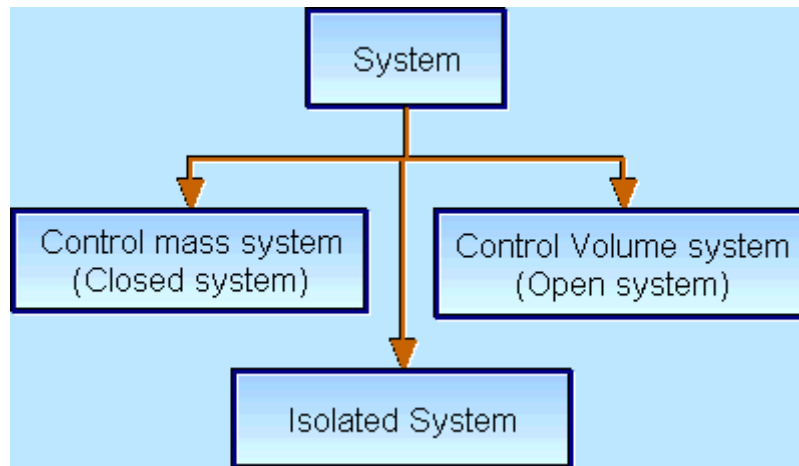 System
Control mass system
(Closed system)
Control Volume system
(Open system)
Isolated System